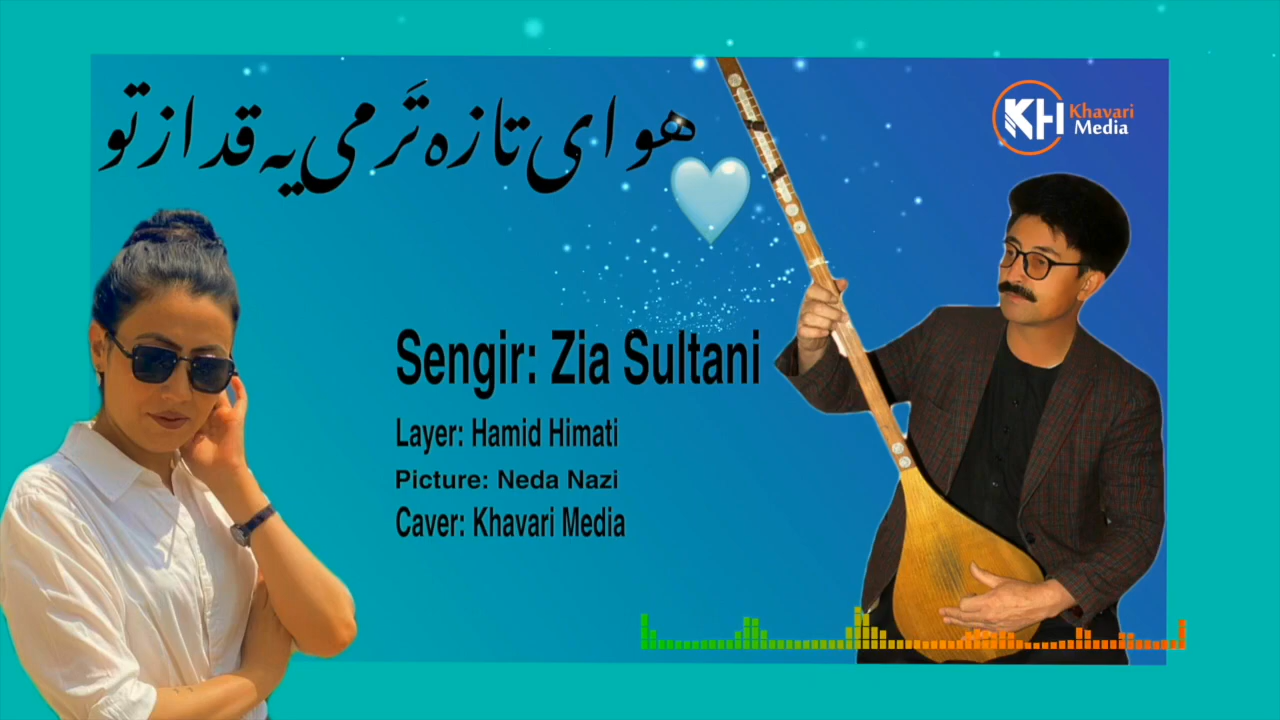 هوای تازه تَر می یه قد از تو
KH Khavari
Media
Sengir: Zia Sultani
Layer: Hamid Himati
Picture: Neda Nazi
Caver: Khavari Media